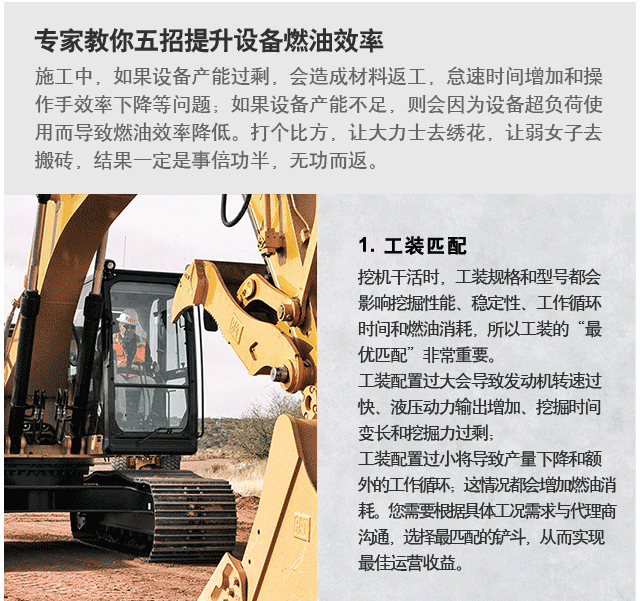 专家教你五招提升设备燃油效率
施工中，如果设备产能过剩，会造成材料返工，怠速时间增加和操
作手效率下降等问题；如果设备产能不足，则会因为设备超负荷使
用而导致燃油效率降低。打个比方，让大力士去绣花，让弱女子去
搬砖，结果一定是事倍功半，无功而返。
1. 工装匹配
挖机干活时，工装规格和型号都会
影响挖掘性能、稳定性、工作循环
时间和燃油消耗，所以工装的“最
优匹配”非常重要。
工装配置过大会导致发动机转速过
快、液压动力输出增加、挖掘时间
变长和挖掘力过剩；
工装配置过小将导致产量下降和额
外的工作循环，这情况都会增加燃油消
耗。您需要根据具体工况需求与代理商
沟通，选择最匹配的铲斗，从而实现
最佳运营收益。